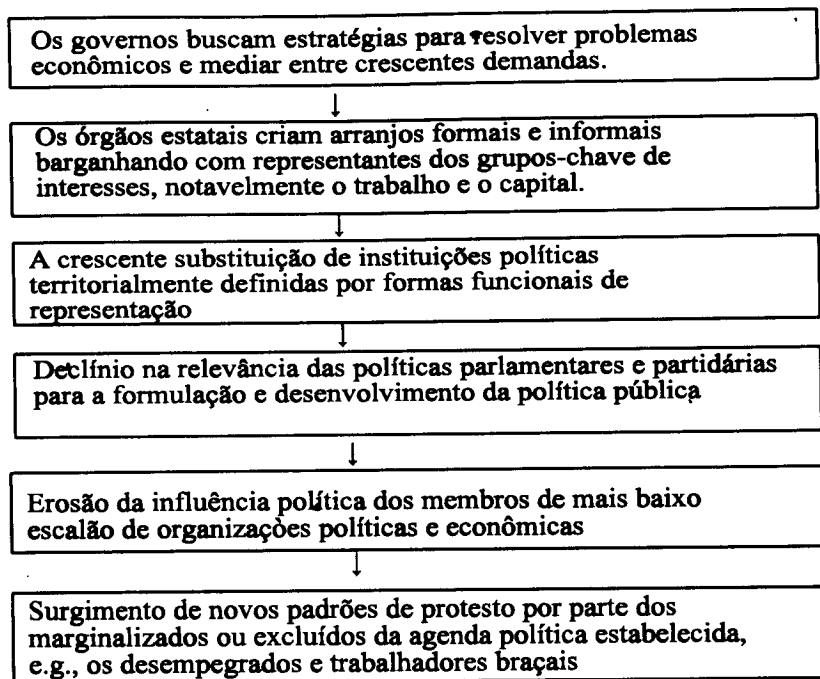 Os governos buscam estratégias para resolver problemas
econômicos e mediar entre crescentes demandas.
Os órgãos estatais criam arranjos formais e informais
barganhando com representantes dos grupos-chave de
interesses, notavelmente o trabalho e o capital.
A crescente substituição de instituições políticas
territorialmente definidas por formas funcionais de
representação
Declínio na relevância das políticas parlamentares e partidárias
para a formulação e desenvolvimento da política pública
Erosão da influência política dos membros de mais baixo
escalão de organizações políticas e econômicas
Surgimento de novos padrões de protesto por parte dos
marginalizados ou excluídos da agenda política estabelecida,
e.g., os desempegrados e trabalhadores braçais